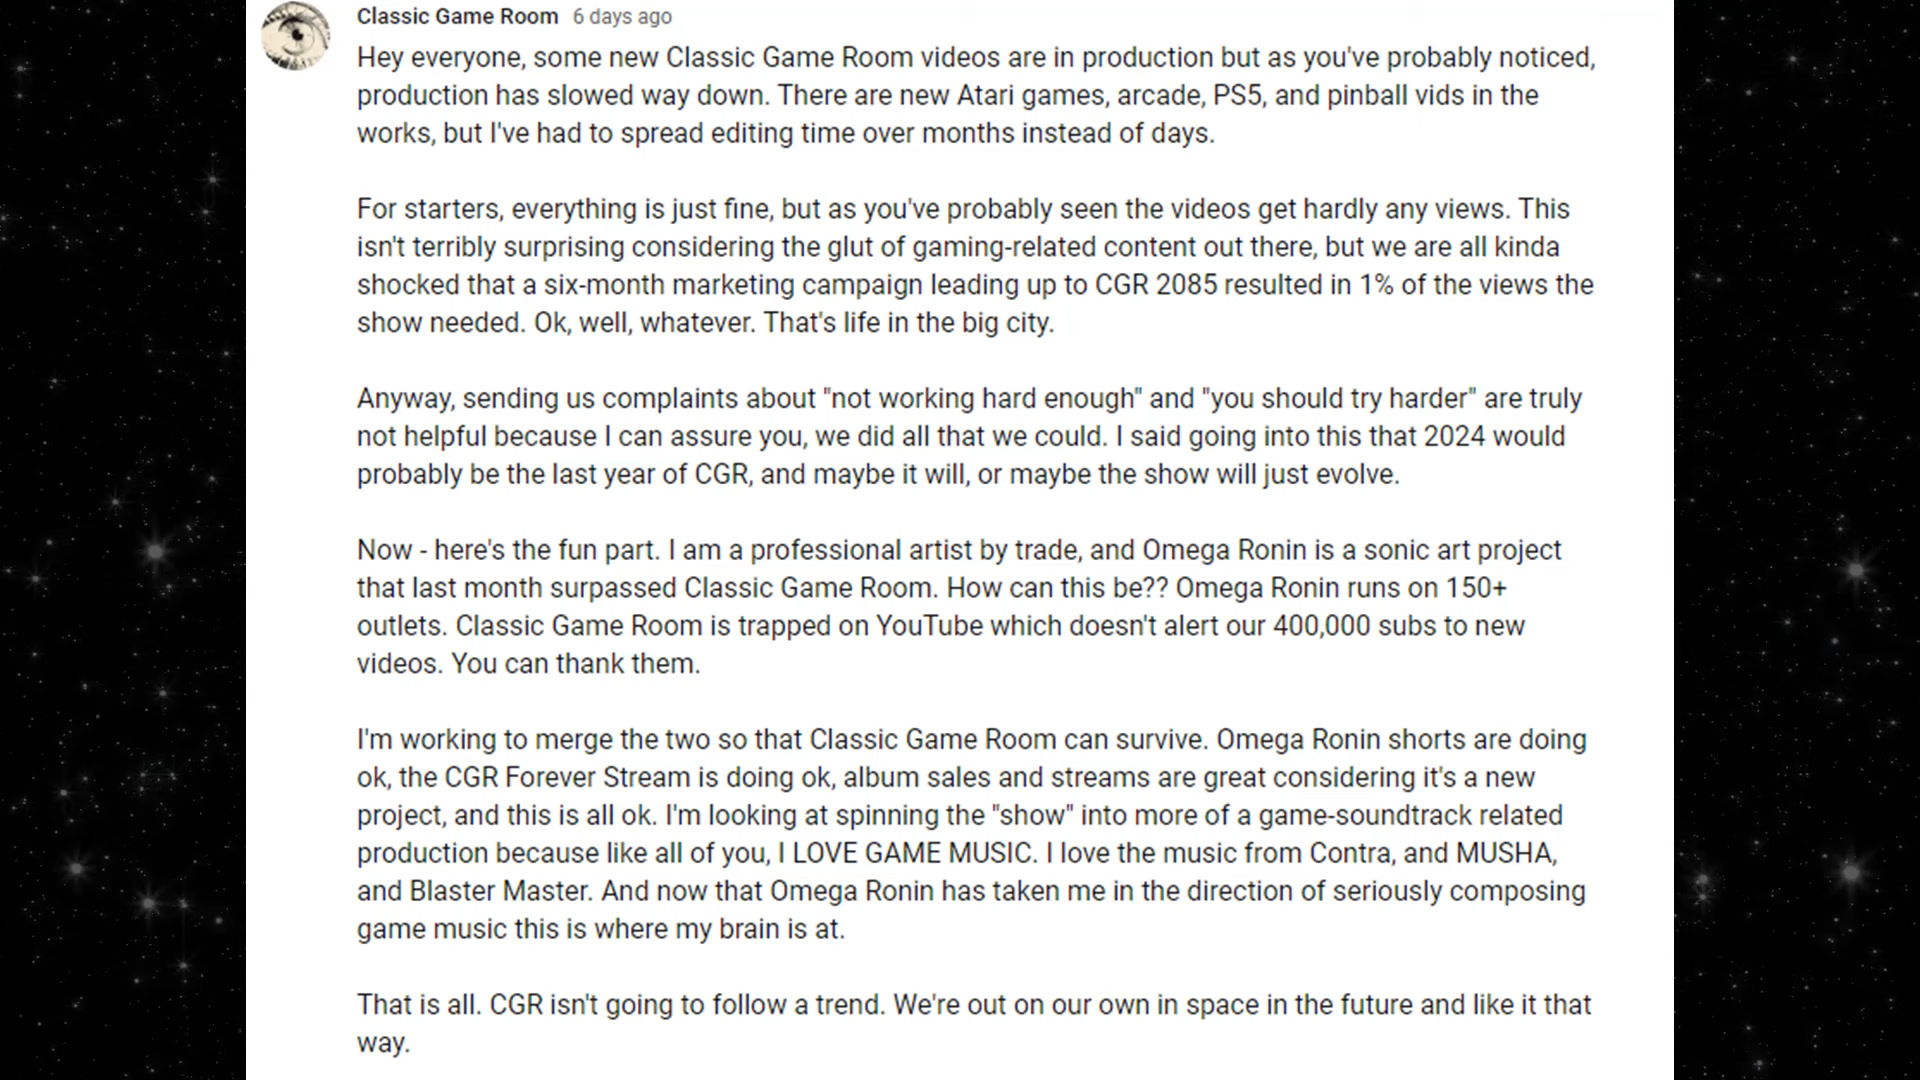 Classic Game Room 6 days ago
Hey everyone, some new Classic Game Room videos are in production but as you've probably noticed,
production has slowed way down. There are new Atari games, arcade, PS5, and pinball vids in the
works, but I've had to spread editing time over months instead of days.
For starters, everything is just fine, but as you've probably seen the videos get hardly any views. This
isn't terribly surprising considering the glut of gaming-related content out there, but we are all kinda
shocked that a six-month marketing campaign leading up to CGR 2085 resulted in 1% of the views the
show needed. Ok, well, whatever. That's life in the big city.
Anyway, sending us complaints about "not working hard enough" and "you should try harder" are truly
not helpful because I can assure you, we did all that we could. I said going into this that 2024 would
probably be the last year of CGR, and maybe it will, or maybe the show will just evolve.
Now - here's the fun part. I am a professional artist by trade, and Omega Ronin is a sonic art project
that last month surpassed Classic Game Room. How can this be?? Omega Ronin runs on 150+
outlets. Classic Game Room is trapped on YouTube which doesn't alert our 400,000 subs to new
videos. You can thank them.
I'm working to merge the two so that Classic Game Room can survive. Omega Ronin shorts are doing
ok, the CGR Forever Stream is doing ok, album sales and streams are great considering it's a new
project, and this is all ok. I'm looking at spinning the "show" into more of a game-soundtrack related
production because like all of you, I LOVE GAME MUSIC. I love the music from Contra, and MUSHA,
and Blaster Master. And now that Omega Ronin has taken me in the direction of seriously composing
game music this is where my brain is at.
That is all. CGR isn't going to follow a trend. We're out on our own in space in the future and like it that
way.